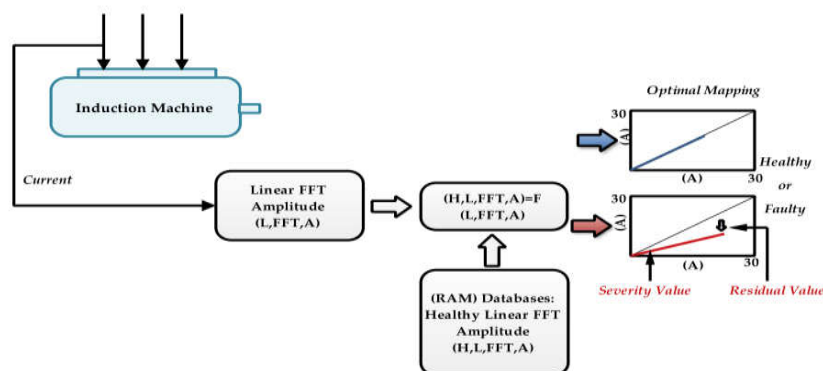 Induction Machine
Current
Linear FFT
Amplitude
(L,FFT,A)
(H,L,FFT,A)=F
(L,FFT,A)
(RAM) Databases:
Healthy Linear FFT
Amplitude
(H,L,FFT,A)
Optimal Mapping
30
(A)
(A)
30
Healthy
or
Faulty
30
(A)
(A)
30
Severity Value
Residual Value